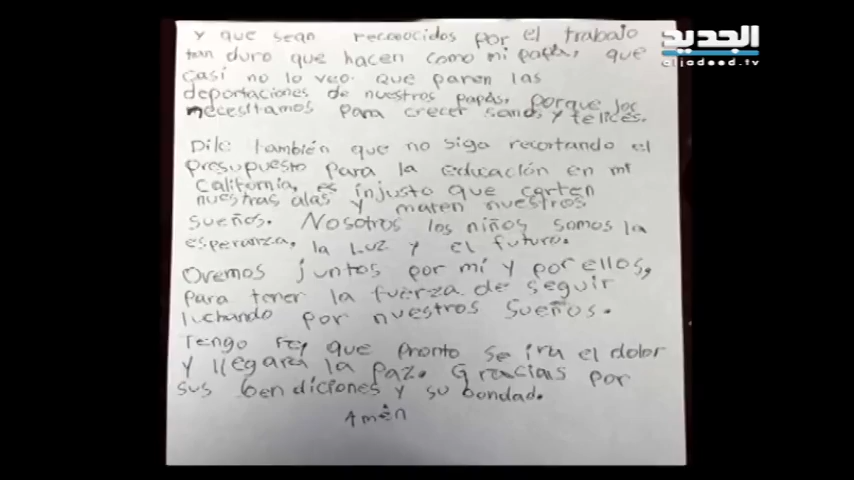 الجديد
aljadeed.tv
y que sean reconocidos por el trabajo
tan duro que hacen como mi papá, que
casi no lo veo. Que paren las
deportaciones de nuestros papás, porque los
necesitamos para crecer sanos y felices.
Dile también que no siga recortando el
presupuesto para la educación en mi
California, es injusto que corten
nuestras alas y maten nuestros
sueños. Nosotros los niños somos la
esperanza, la Luz y el futuro.
Oremos juntos por mí y por ellos,
para tener la fuerza de seguir
luchando por nuestros sueños.
Tengo Fe, que pronto se ira el dolor
y llegará la paz. Gracias por
sus bendiciones y su bondad.
Amén